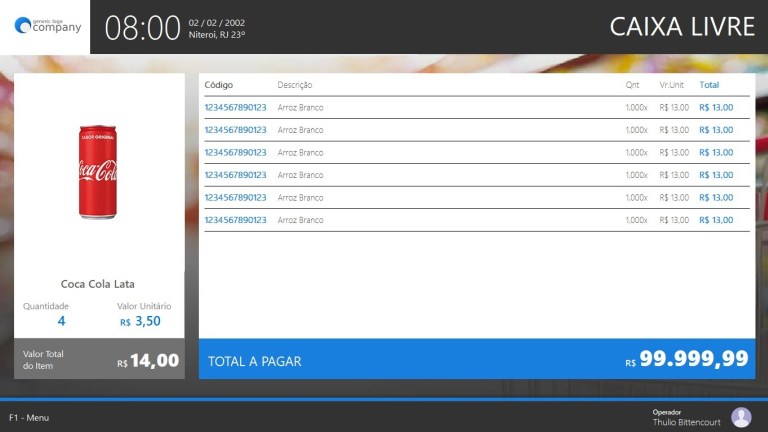 generic logo
company
08:00
02 / 02 / 2002
Niteroi, RJ 23º
CAIXA LIVRE
SABOR ORIGINAL
Coca-Cola
Coca Cola Lata
Quantidade Valor Unitário
4 R$ 3,50
Valor Total
do Item
R$ 14,00
Código Descrição Qnt Vr.Unit Total
1234567890123 Arroz Branco 1,000x R$ 13,00 R$ 13,00
1234567890123 Arroz Branco 1,000x R$ 13,00 R$ 13,00
1234567890123 Arroz Branco 1,000x R$ 13,00 R$ 13,00
1234567890123 Arroz Branco 1,000x R$ 13,00 R$ 13,00
1234567890123 Arroz Branco 1,000x R$ 13,00 R$ 13,00
1234567890123 Arroz Branco 1,000x R$ 13,00 R$ 13,00
TOTAL A PAGAR R$ 99.999,99
F1 - Menu
Operador
Thulio Bittencourt